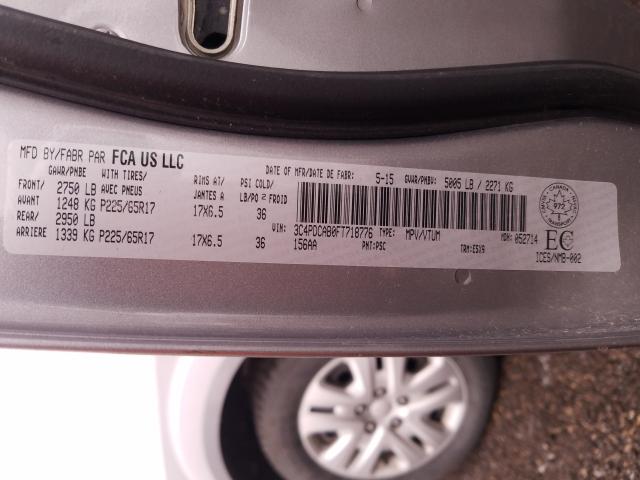 MFD BY/FABR PAR FCA US LLC DATE OF MFR/DATE DE FABR: 5-15 GVWR/PNBV: 5005 LB / 2271 KG
GAWR/PNBE WITH TIRES/ RIMS AT/ PSI COLD/
FRONT/ 2750 LB AVEC PNEUS JANTES A LB/PO ² FROID
AVANT 1248 KG P225/65R17 17X6.5 36
REAR/ 2950 LB
ARRIERE 1339 KG P225/65R17 17X6.5 36
VIN: 3C4PDCAB0FT718776 TYPE: MPV/VTUM MDH: 052714
156AA PNT: PSC TRM: E5X9
CANADA
972
EC
ICES/NMB-002